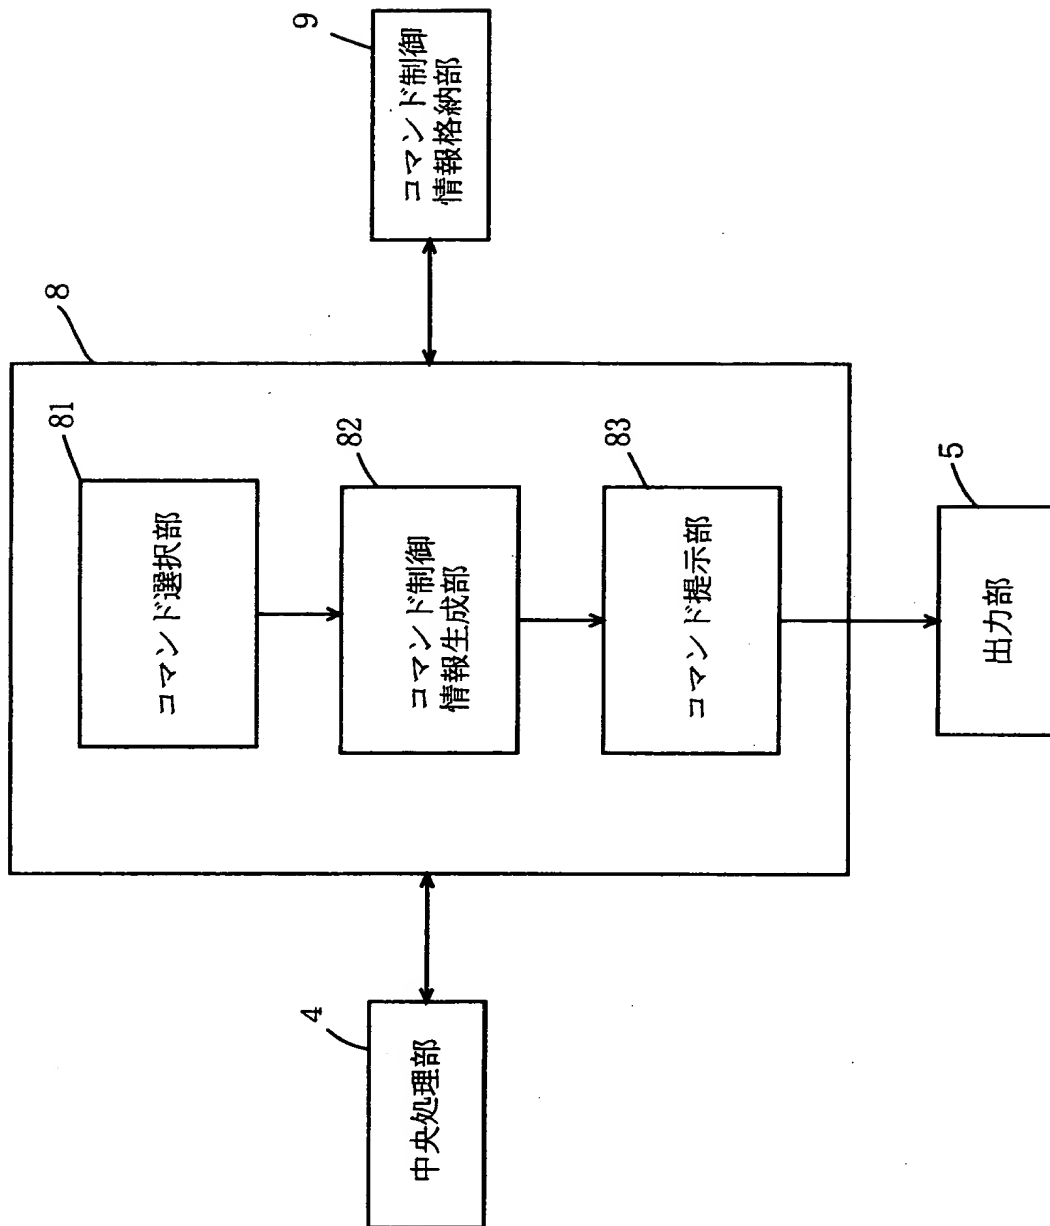 9
コマンド制御
情報格納部
8
81
コマンド選択部
82
コマンド制御
情報生成部
83
コマンド提示部
5
出力部
4
中央処理部